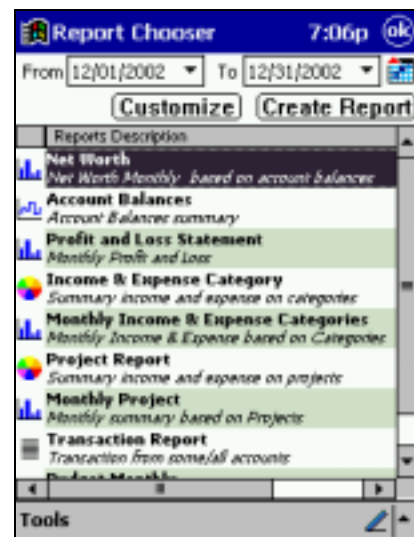 Report Chooser 7:06p ok
From 12/01/2002 To 12/31/2002
Customize Create Report
Reports Description
Net Worth
Net Worth Monthly based on account balances
Account Balances
Account Balances summary
Profit and Loss Statement
Monthly Profit and Loss
Income & Expense Category
Summary income and expense on categories
Monthly Income & Expense Categories
Monthly Income & Expense based on Categories
Project Report
Summary income and expense on projects
Monthly Project
Monthly summary based on Projects
Transaction Report
Transaction from some/all accounts
Budget Monthly
Tools